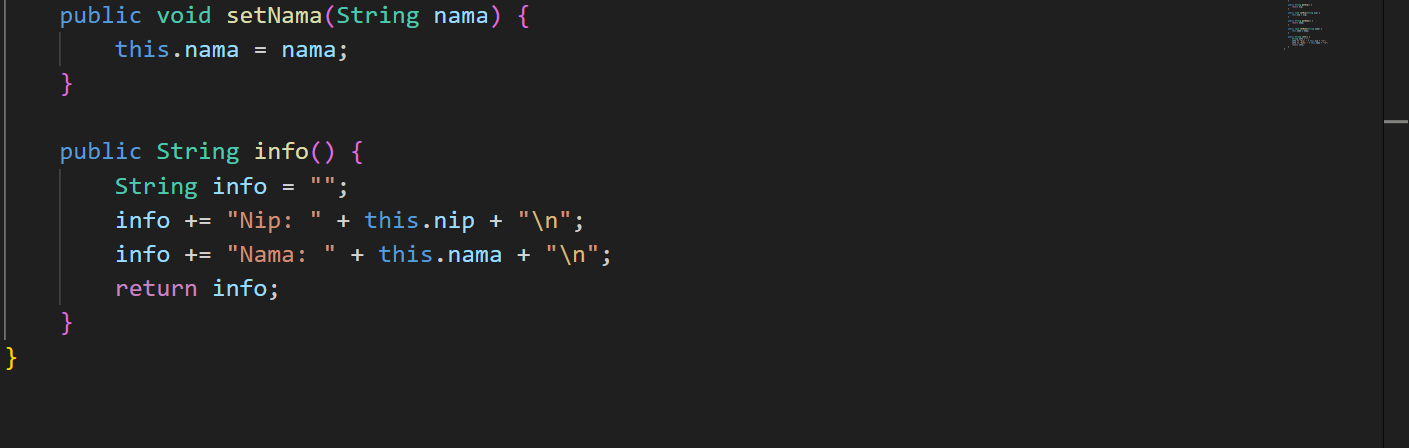 public void setNama(String nama) {
this.nama = nama;
}
public String info() {
String info = "";
info += "Nip: " + this.nip + "\n";
info += "Nama: " + this.nama + "\n";
return info;
}
}